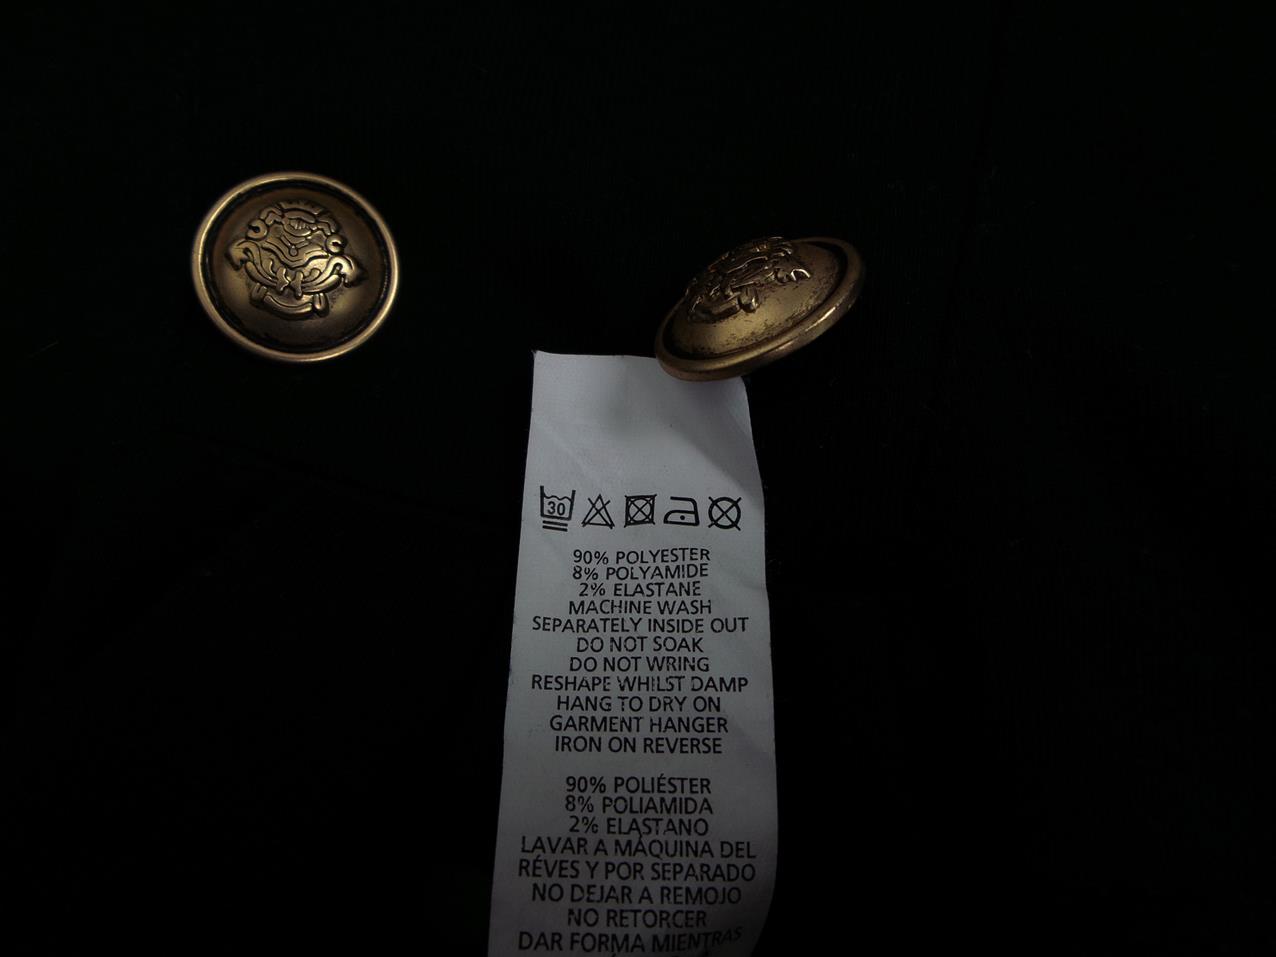 30
90% POLYESTER
8% POLYAMIDE
2% ELASTANE
MACHINE WASH
SEPARATELY INSIDE OUT
DO NOT SOAK
DO NOT WRING
RESHAPE WHILST DAMP
HANG TO DRY ON
GARMENT HANGER
IRON ON REVERSE
90% POLIÉSTER
8% POLIAMIDA
2% ELASTANO
LAVAR A MÁQUINA DEL
RÉVES Y POR SEPARADO
NO DEJAR A REMOJO
NO RETORCER
DAR FORMA MIENTRAS